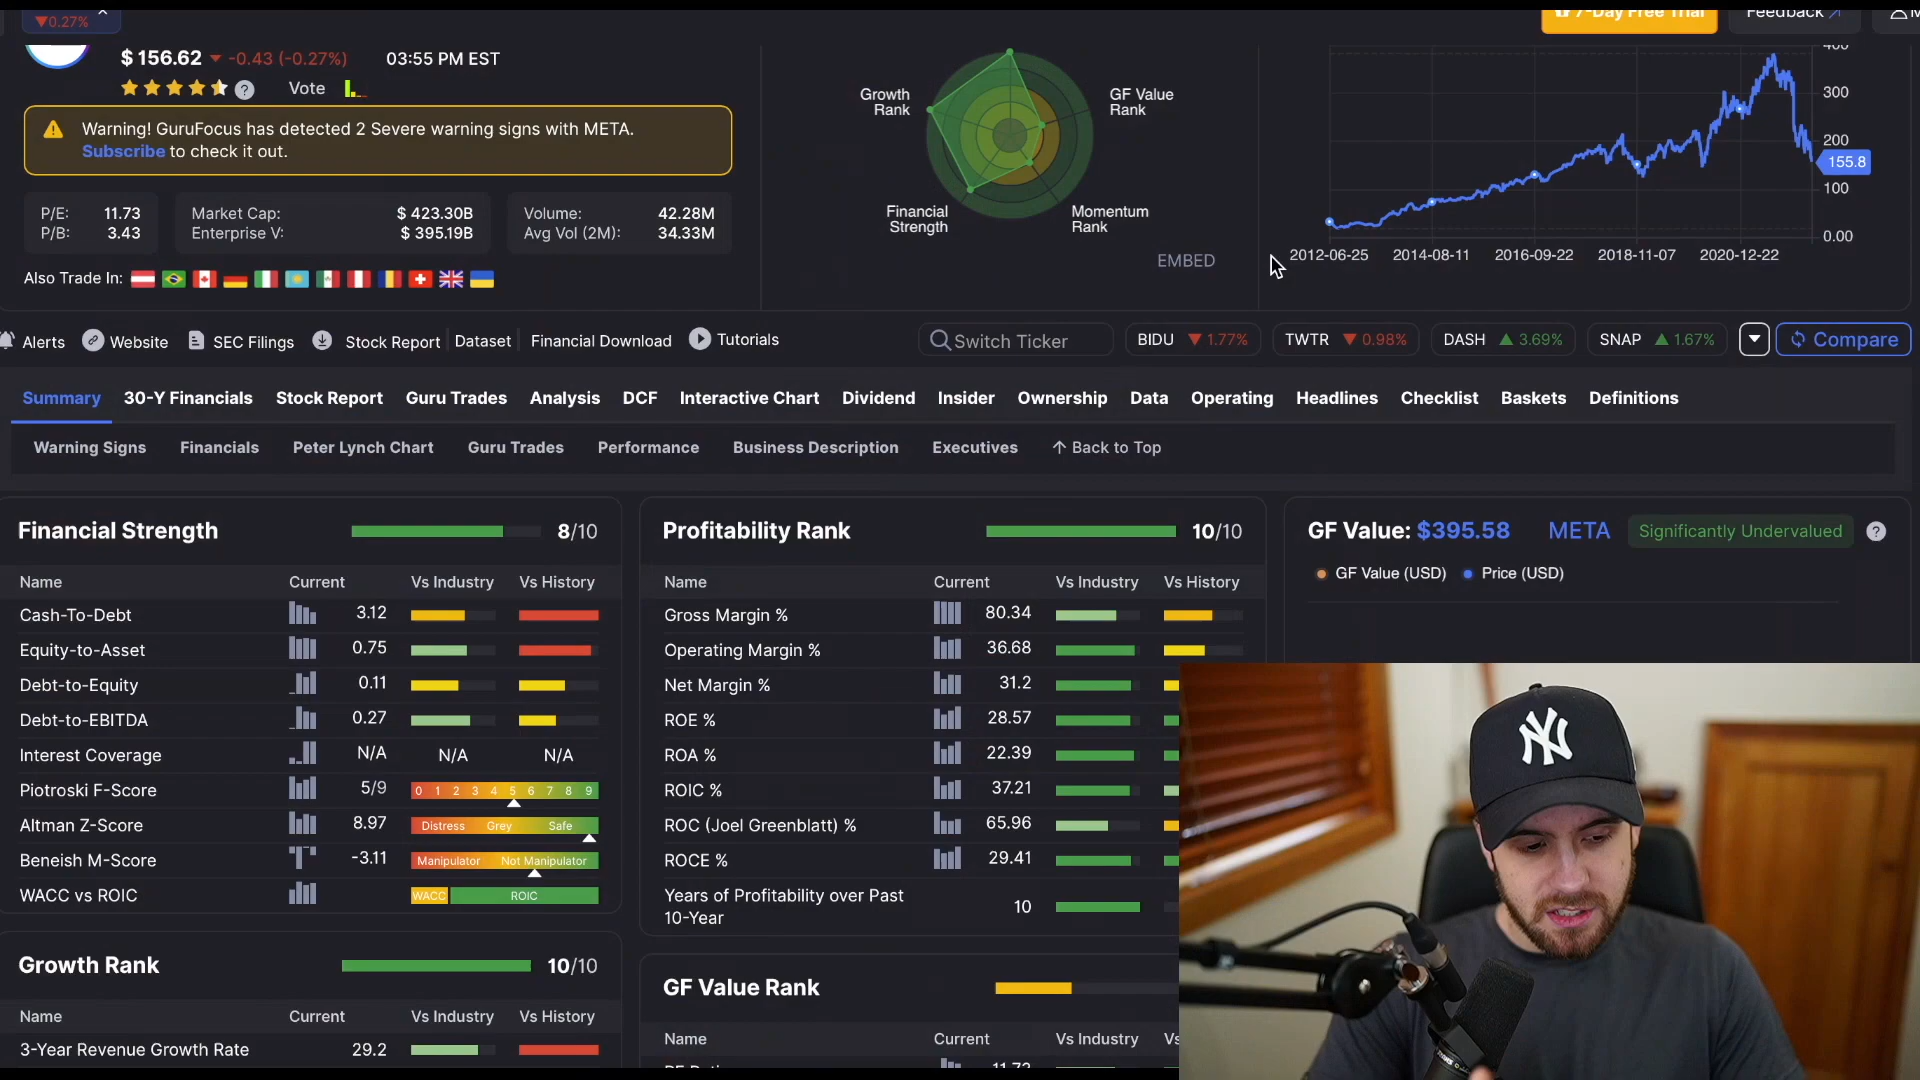 ▼0.27%
7-Day Free Trial
Feedback
$ 156.62 ▼ -0.43 (-0.27%) 03:55 PM EST
Vote
Warning! GuruFocus has detected 2 Severe warning signs with META.
Subscribe to check it out.
P/E: 11.73
P/B: 3.43
Market Cap: $ 423.30B
Enterprise V: $ 395.19B
Volume: 42.28M
Avg Vol (2M): 34.33M
Also Trade In:
Growth
Rank
GF Value
Rank
Financial
Strength
Momentum
Rank
EMBED
400
300
200
155.8
100
0.00
2012-06-25 2014-08-11 2016-09-22 2018-11-07 2020-12-22
Alerts Website SEC Filings Stock Report Dataset Financial Download Tutorials
Switch Ticker BIDU ▼ 1.77% TWTR ▼ 0.98% DASH ▲ 3.69% SNAP ▲ 1.67% Compare
Summary 30-Y Financials Stock Report Guru Trades Analysis DCF Interactive Chart Dividend Insider Ownership Data Operating Headlines Checklist Baskets Definitions
Warning Signs Financials Peter Lynch Chart Guru Trades Performance Business Description Executives ↑ Back to Top
Financial Strength 8/10
Name Current Vs Industry Vs History
Cash-To-Debt 3.12
Equity-to-Asset 0.75
Debt-to-Equity 0.11
Debt-to-EBITDA 0.27
Interest Coverage N/A N/A N/A
Piotroski F-Score 5/9 0 1 2 3 4 5 6 7 8 9
Altman Z-Score 8.97 Distress Grey Safe
Beneish M-Score -3.11 Manipulator Not Manipulator
WACC vs ROIC WACC ROIC
Growth Rank 10/10
Name Current Vs Industry Vs History
3-Year Revenue Growth Rate 29.2
Profitability Rank 10/10
Name Current Vs Industry Vs History
Gross Margin % 80.34
Operating Margin % 36.68
Net Margin % 31.2
ROE % 28.57
ROA % 22.39
ROIC % 37.21
ROC (Joel Greenblatt) % 65.96
ROCE % 29.41
Years of Profitability over Past
10-Year 10
GF Value Rank
Name Current Vs Industry
GF Value: $395.58 META Significantly Undervalued
GF Value (USD) Price (USD)
NY